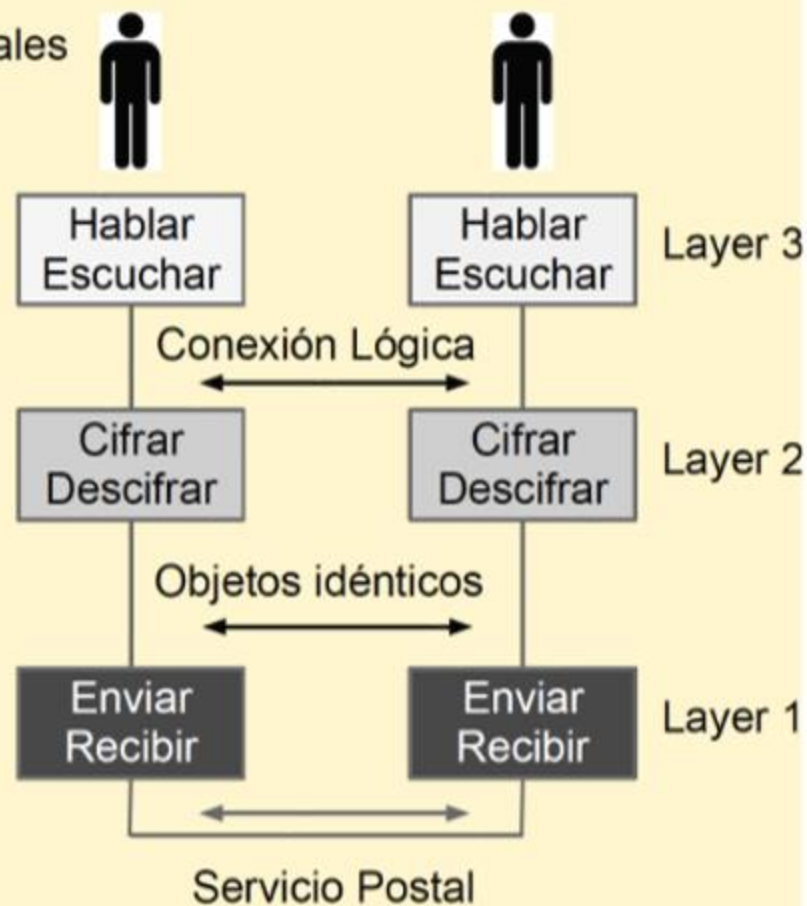 ales
Hablar
Escuchar
Hablar
Escuchar
Layer 3
Conexión Lógica
Cifrar
Descifrar
Cifrar
Descifrar
Layer 2
Objetos idénticos
Enviar
Recibir
Enviar
Recibir
Layer 1
Servicio Postal